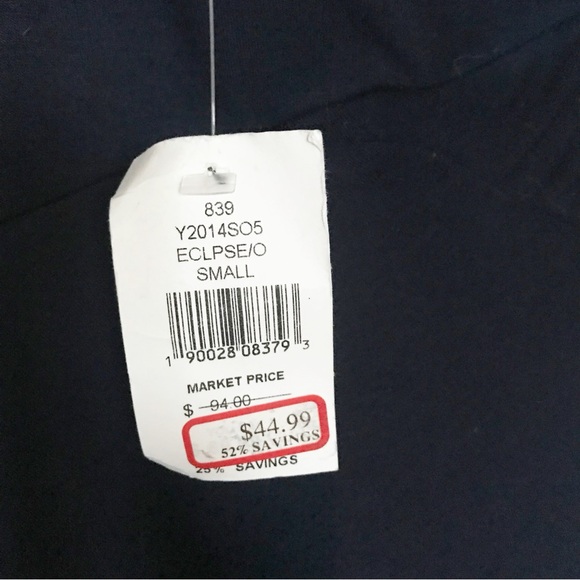 839
Y2014SO5
ECLPSE/O
SMALL
1 90028 08379 3
MARKET PRICE
$ 94.00
$44.99
52% SAVINGS
25% SAVINGS